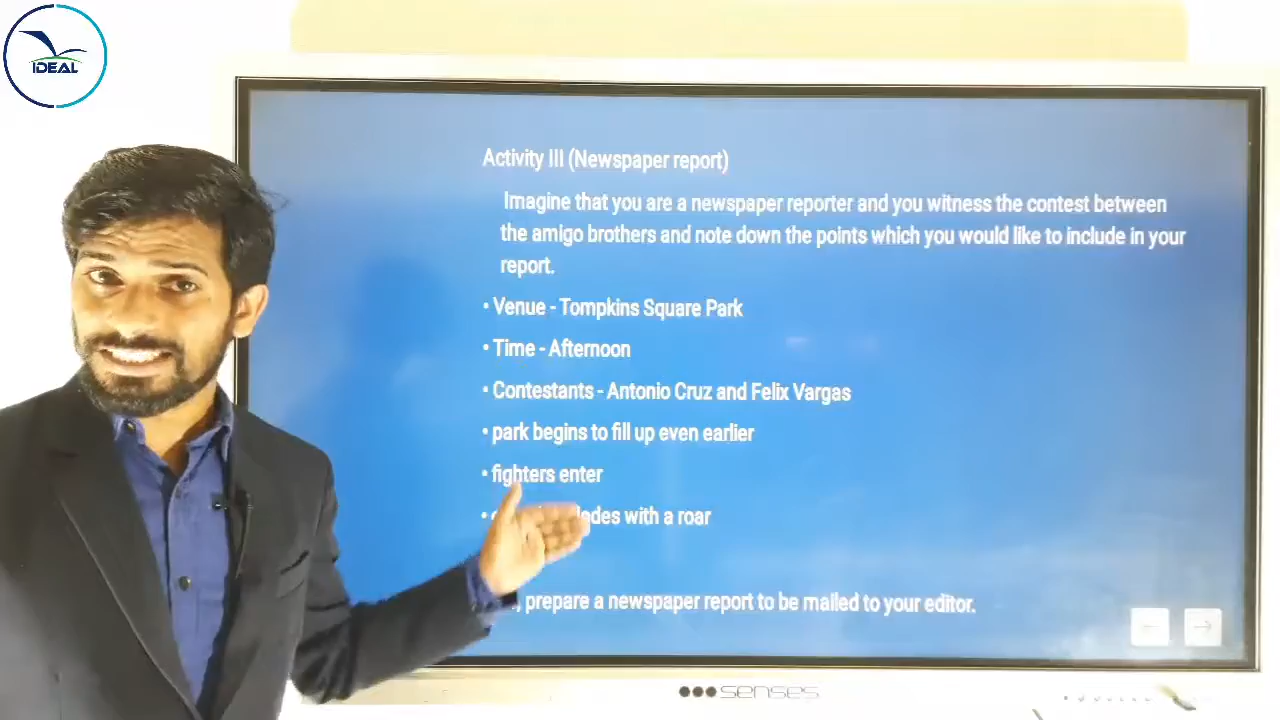 IDEAL
Activity III (Newspaper report)
Imagine that you are a newspaper reporter and you witness the contest between
the amigo brothers and note down the points which you would like to include in your
report.
• Venue - Tompkins Square Park
• Time - Afternoon
• Contestants - Antonio Cruz and Felix Vargas
• park begins to fill up even earlier
• fighters enter
• with a roar
prepare a newspaper report to be mailed to your editor.
senses